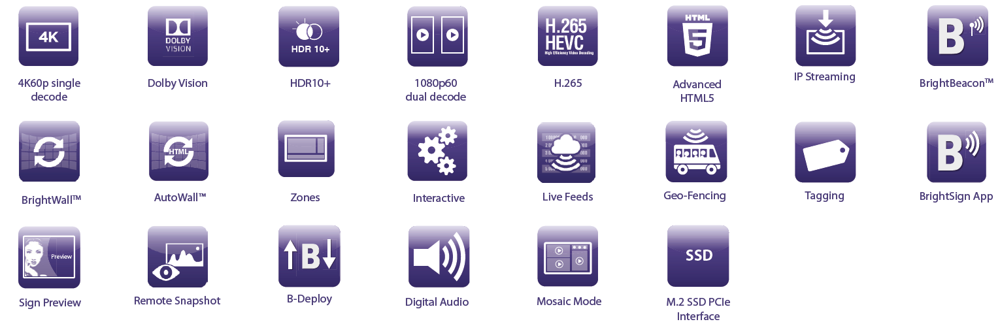 4K
DOLBY
VISION
HDR 10+
H.265
HEVC
High Efficiency Video Decoding
HTML
5
B
4K60p single
decode
Dolby Vision
HDR10+
1080p60
dual decode
H.265
Advanced
HTML5
IP Streaming
BrightBeacon™
HTML
B
BrightWall™
AutoWall™
Zones
Interactive
Live Feeds
Geo-Fencing
Tagging
BrightSign App
Preview
B
SSD
Sign Preview
Remote Snapshot
B-Deploy
Digital Audio
Mosaic Mode
M.2 SSD PCIe
Interface